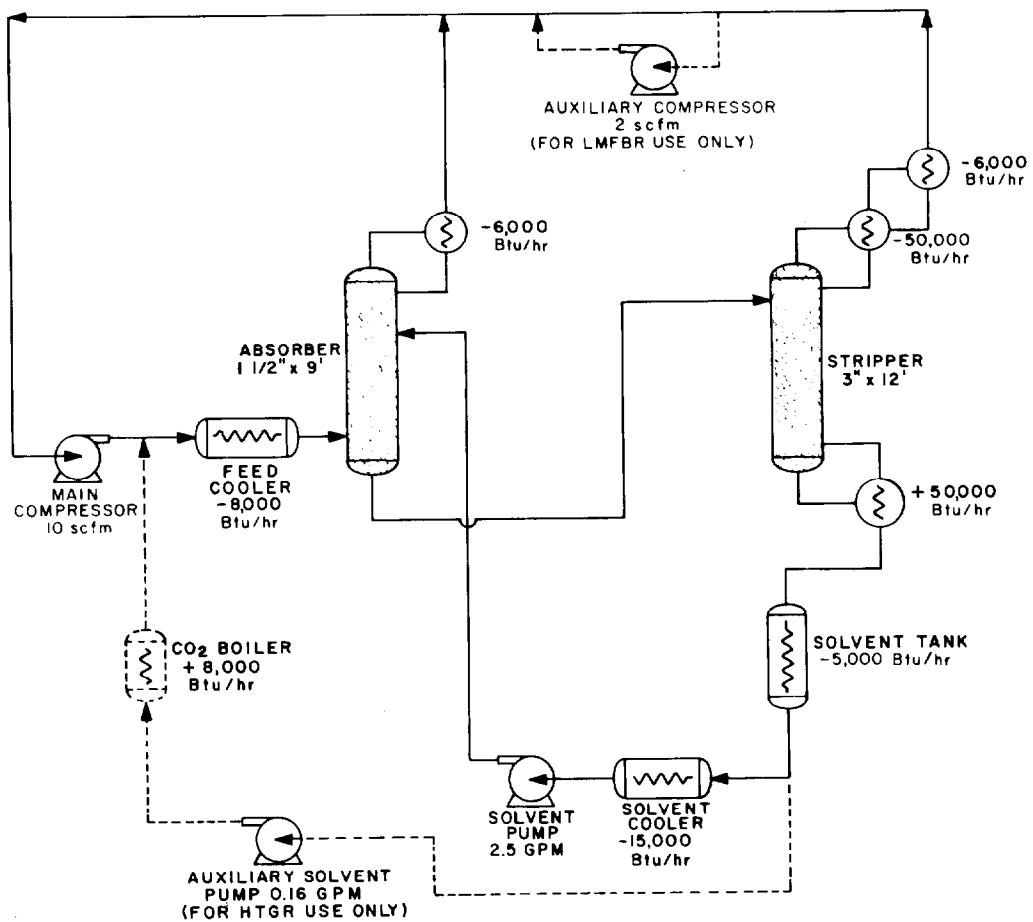 AUXILIARY COMPRESSOR
2 scfm
(FOR LMFBR USE ONLY)
-6,000
Btu/hr
-6,000
Btu/hr
-50,000
Btu/hr
ABSORBER
1 1/2" x 9'
STRIPPER
3" x 12'
FEED
COOLER
-8,000
Btu/hr
MAIN
COMPRESSOR
10 scfm
+50,000
Btu/hr
CO₂ BOILER
+8,000
Btu/hr
SOLVENT TANK
-5,000 Btu/hr
SOLVENT
PUMP
2.5 GPM
SOLVENT
COOLER
-15,000
Btu/hr
AUXILIARY SOLVENT
PUMP 0.16 GPM
(FOR HTGR USE ONLY)